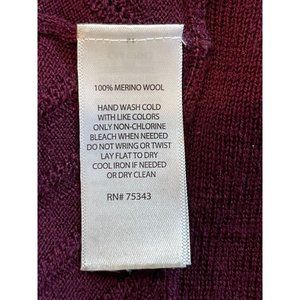 100% MERINO WOOL
HAND WASH COLD
WITH LIKE COLORS
ONLY NON-CHLORINE
BLEACH WHEN NEEDED
DO NOT WRING OR TWIST
LAY FLAT TO DRY
COOL IRON IF NEEDED
OR DRY CLEAN
RN# 75343